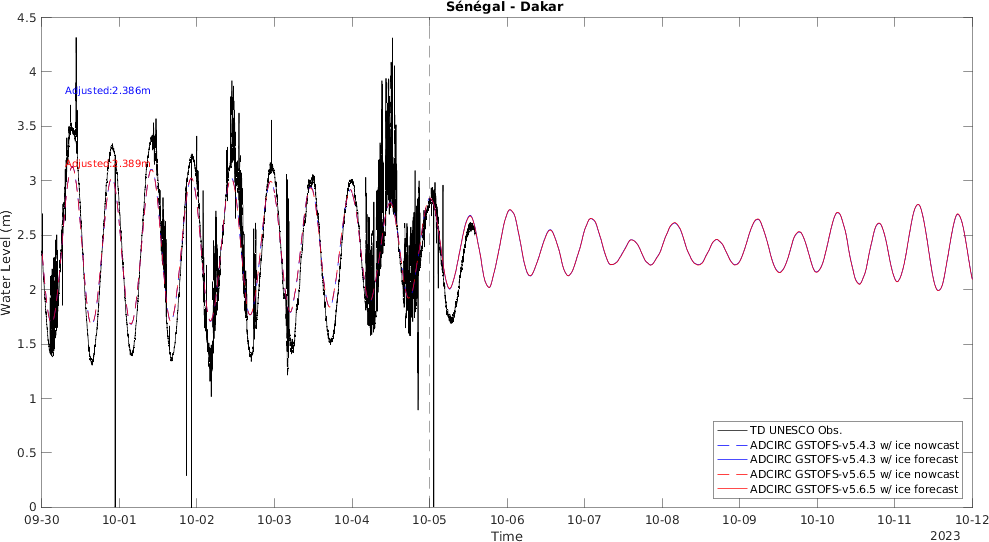 Sénégal - Dakar
4.5
4
3.5
3
2.5
2
1.5
1
0.5
0
Water Level (m)
Adjusted:2.386m
Adjusted:2.389m
TD UNESCO Obs.
ADCIRC GSTOFS-v5.4.3 w/ ice nowcast
ADCIRC GSTOFS-v5.4.3 w/ ice forecast
ADCIRC GSTOFS-v5.6.5 w/ ice nowcast
ADCIRC GSTOFS-v5.6.5 w/ ice forecast
09-30 10-01 10-02 10-03 10-04 10-05 10-06 10-07 10-08 10-09 10-10 10-11 10-12
Time
2023